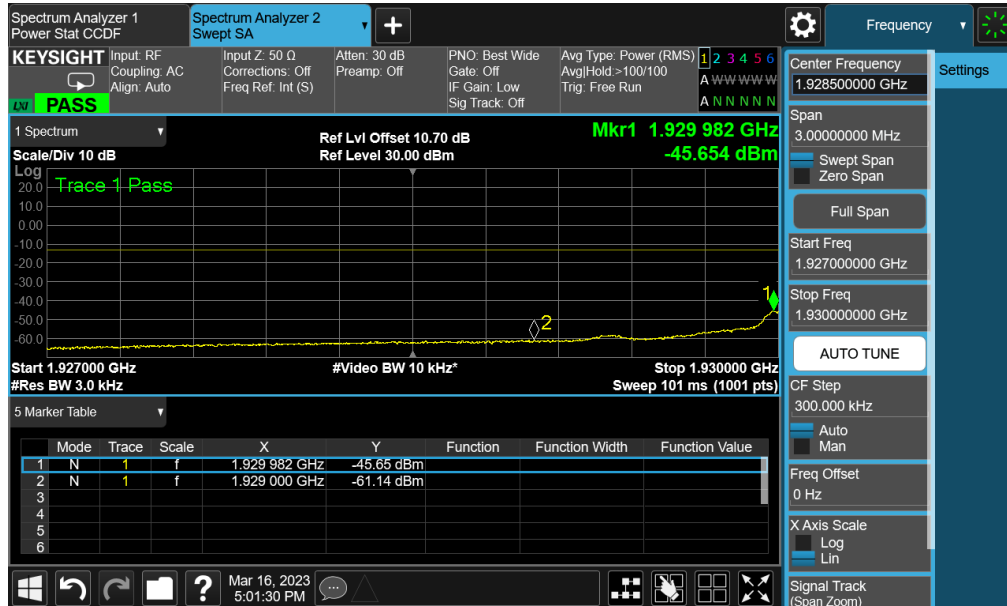 Spectrum Analyzer 1
Power Stat CCDF
Spectrum Analyzer 2
Swept SA
Frequency
KEYSIGHT
LXI
PASS
Input: RF
Coupling: AC
Align: Auto
Input Z: 50 Ω
Corrections: Off
Freq Ref: Int (S)
Atten: 30 dB
Preamp: Off
PNO: Best Wide
Gate: Off
IF Gain: Low
Sig Track: Off
Avg Type: Power (RMS)
Avg|Hold:>100/100
Trig: Free Run
1 2 3 4 5 6
A W W W W W
A N N N N N
1 Spectrum
Scale/Div 10 dB
Ref Lvl Offset 10.70 dB
Ref Level 30.00 dBm
Mkr1 1.929 982 GHz
-45.654 dBm
Log
Trace 1 Pass
20.0
10.0
0.00
-10.0
-20.0
-30.0
-40.0
-50.0
-60.0
1
2
Start 1.927000 GHz
#Res BW 3.0 kHz
#Video BW 10 kHz*
Stop 1.930000 GHz
Sweep 101 ms (1001 pts)
5 Marker Table
Mode Trace Scale X Y Function Function Width Function Value
1 N 1 f 1.929 982 GHz -45.65 dBm
2 N 1 f 1.929 000 GHz -61.14 dBm
3
4
5
6
Mar 16, 2023
5:01:30 PM
Center Frequency
1.928500000 GHz
Settings
Span
3.00000000 MHz
Swept Span
Zero Span
Full Span
Start Freq
1.927000000 GHz
Stop Freq
1.930000000 GHz
AUTO TUNE
CF Step
300.000 kHz
Auto
Man
Freq Offset
0 Hz
X Axis Scale
Log
Lin
Signal Track
(Span Zoom)